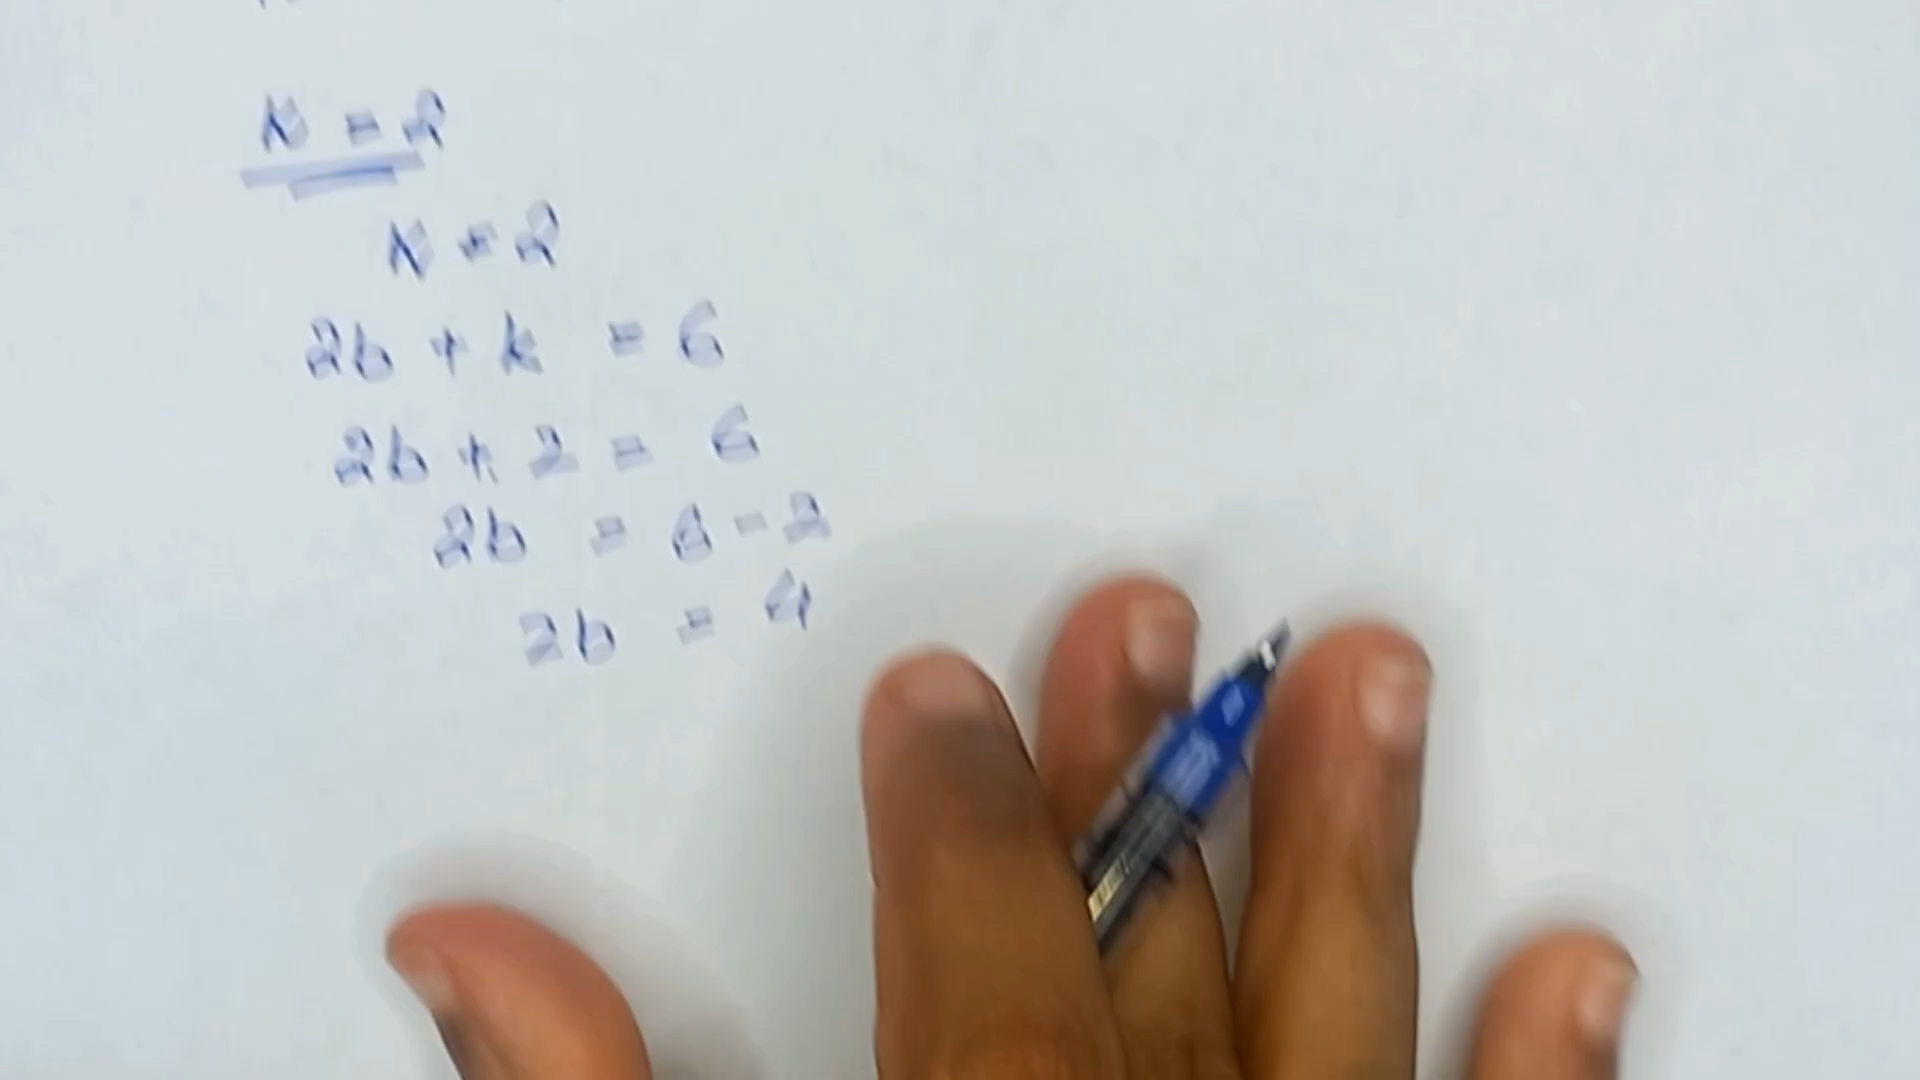 k = 2
k = 2
2b + k = 6
2b + 2 = 6
2b = 6 - 2
2b = 4